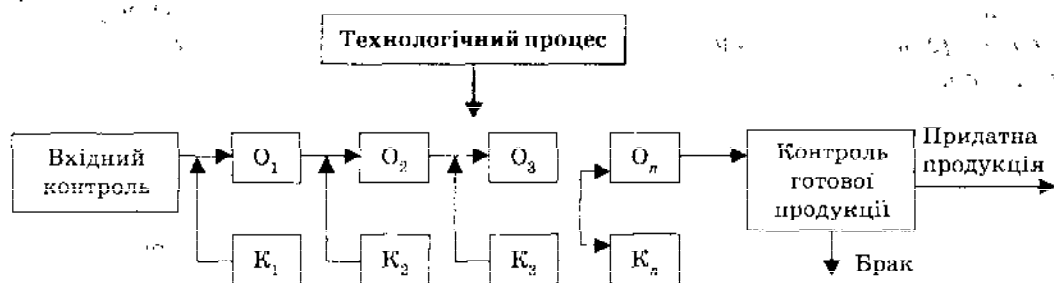 Технологічний процес
Вхідний
контроль
O₁
O₂
O₃
Oₙ
Контроль
готової
продукції
Придатна
продукція
K₁
K₂
K₃
Kₙ
Брак